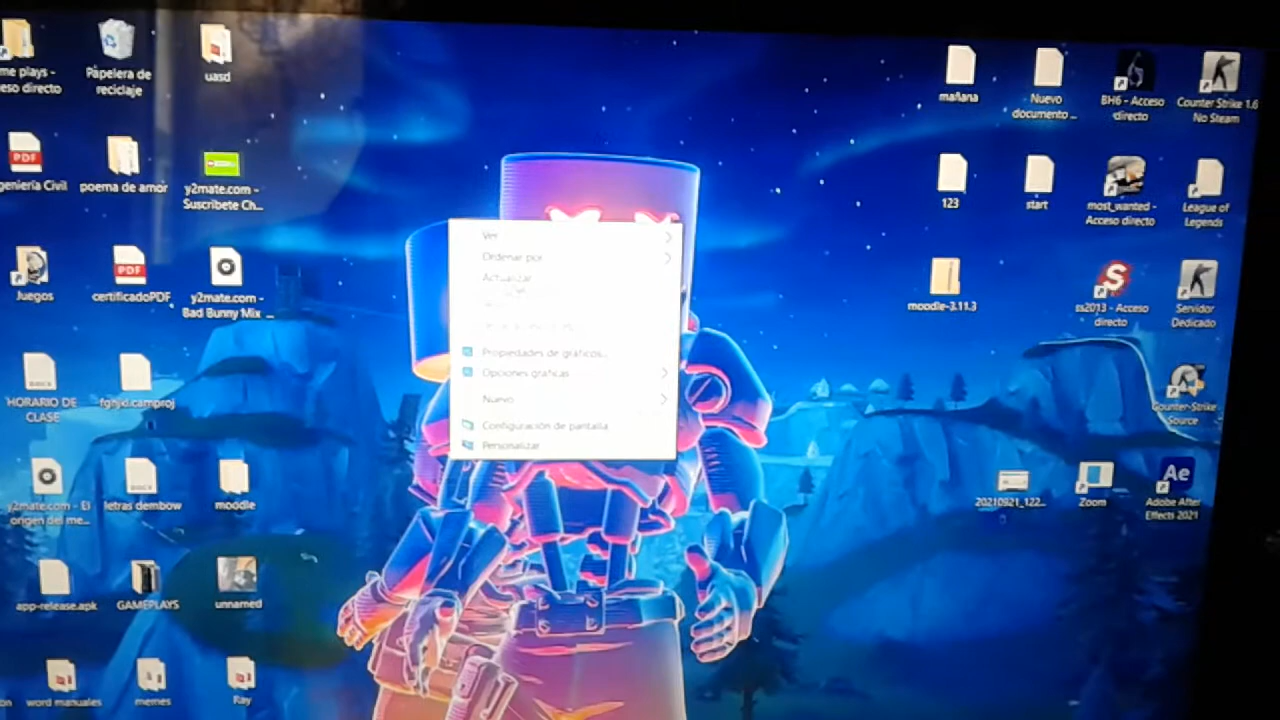 me plays -
eso directo
Papelera de
reciclaje
uasd
mañana
Nuevo
documento ...
BH6 - Acceso
directo
Counter Strike 1.6
No Steam
PDF
geniería Civil
poema de amor
y2mate.com -
Suscribete Ch...
123
start
most_wanted -
Acceso directo
League of
Legends
Ver
Ordenar por
Actualizar
Propiedades de gráficos...
Opciones gráficas
Nuevo
Configuración de pantalla
Personalizar
Juegos
PDF
certificadoPDF
y2mate.com -
Bad Bunny Mix ...
moodle-3.11.3
ss2013 - Acceso
directo
Servidor
Dedicado
HORARIO DE
CLASE
fghjkl.camproj
Counter-Strike
Source
y2mate.com - El
origen del me...
letras dembow
moodle
20210921_122...
Zoom
Ae
Adobe After
Effects 2021
app-release.apk
GAMEPLAYS
unnamed
on
word manuales
memes
Ray